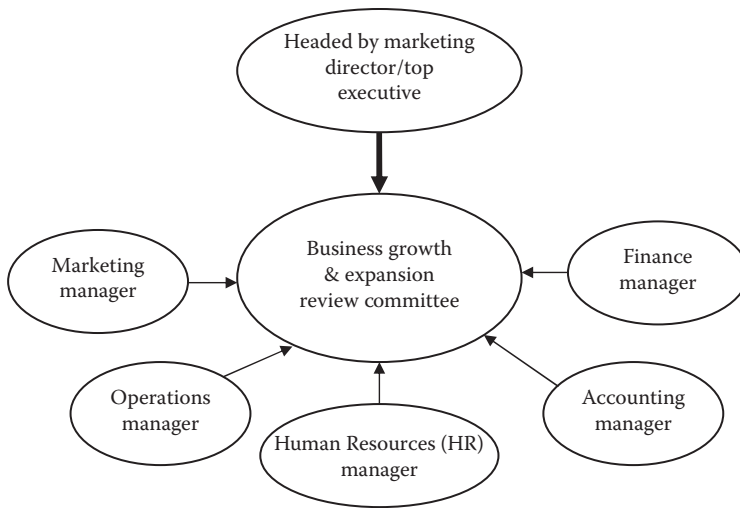 Headed by marketing
director/top
executive
Business growth
& expansion
review committee
Marketing
manager
Finance
manager
Operations
manager
Human Resources (HR)
manager
Accounting
manager